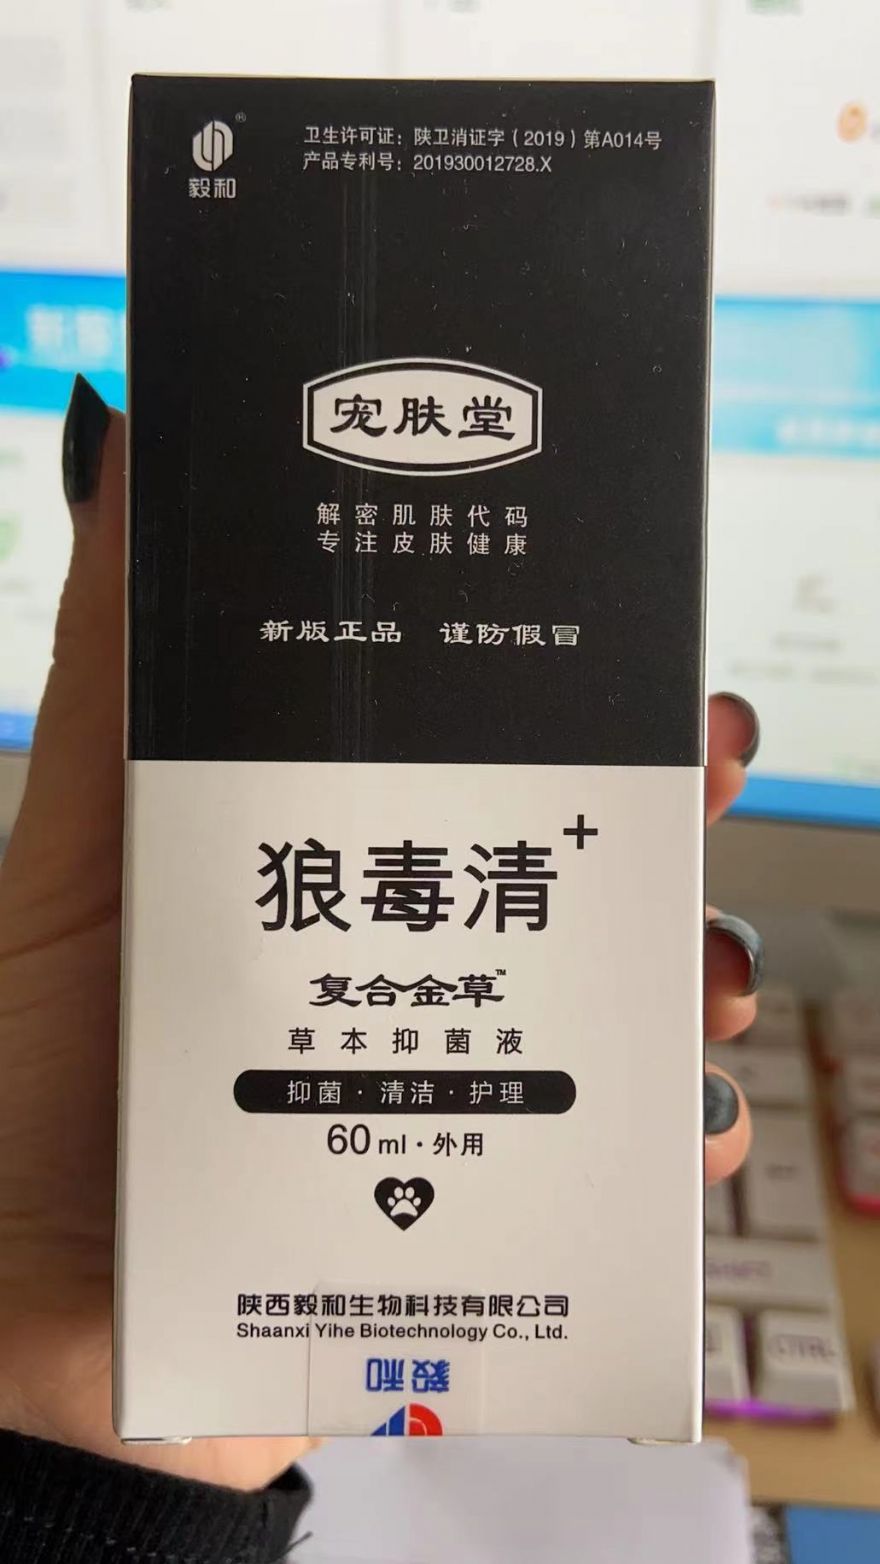 毅和®
卫生许可证：陕卫消证字（2019）第A014号
产品专利号：201930012728.X
宠肤堂
解密肌肤代码
专注皮肤健康
新版正品 谨防假冒
狼毒清+
复合金草™
草本抑菌液
抑菌·清洁·护理
60ml·外用
陕西毅和生物科技有限公司
Shaanxi Yihe Biotechnology Co., Ltd.
毅和